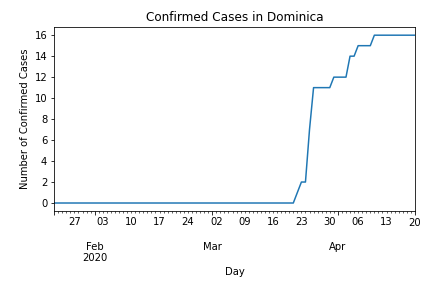 Confirmed Cases in Dominica
Number of Confirmed Cases
16
14
12
10
8
6
4
2
0
27 03 10 17 24 02 09 16 23 30 06 13 20
Feb Mar Apr
2020
Day